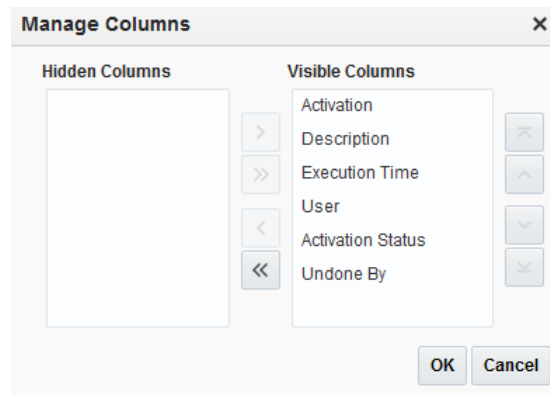 Manage Columns
Hidden Columns
Visible Columns
Activation
Description
Execution Time
User
Activation Status
Undone By
OK
Cancel